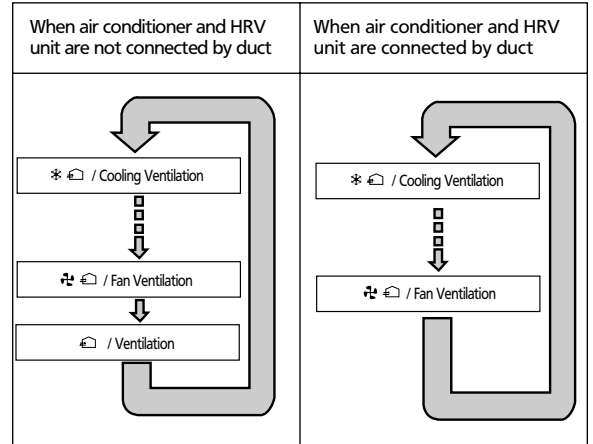 When air conditioner and HRV
unit are not connected by duct
When air conditioner and HRV
unit are connected by duct
/ Cooling Ventilation
/ Fan Ventilation
/ Ventilation
/ Cooling Ventilation
/ Fan Ventilation